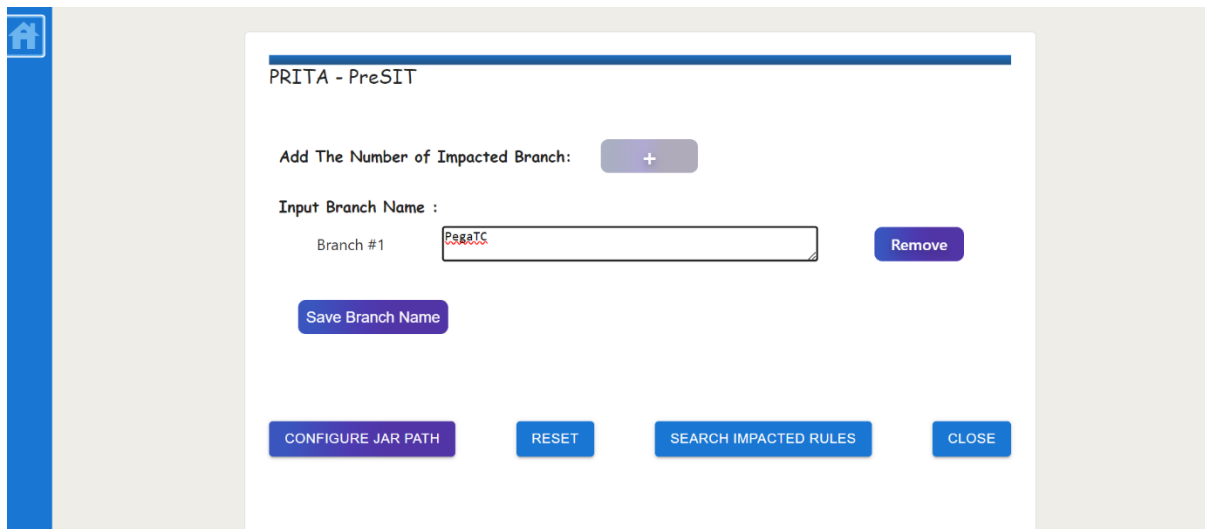 PRITA - PreSIT
Add The Number of Impacted Branch: +
Input Branch Name :
Branch #1 PegaTC Remove
Save Branch Name
CONFIGURE JAR PATH RESET SEARCH IMPACTED RULES CLOSE